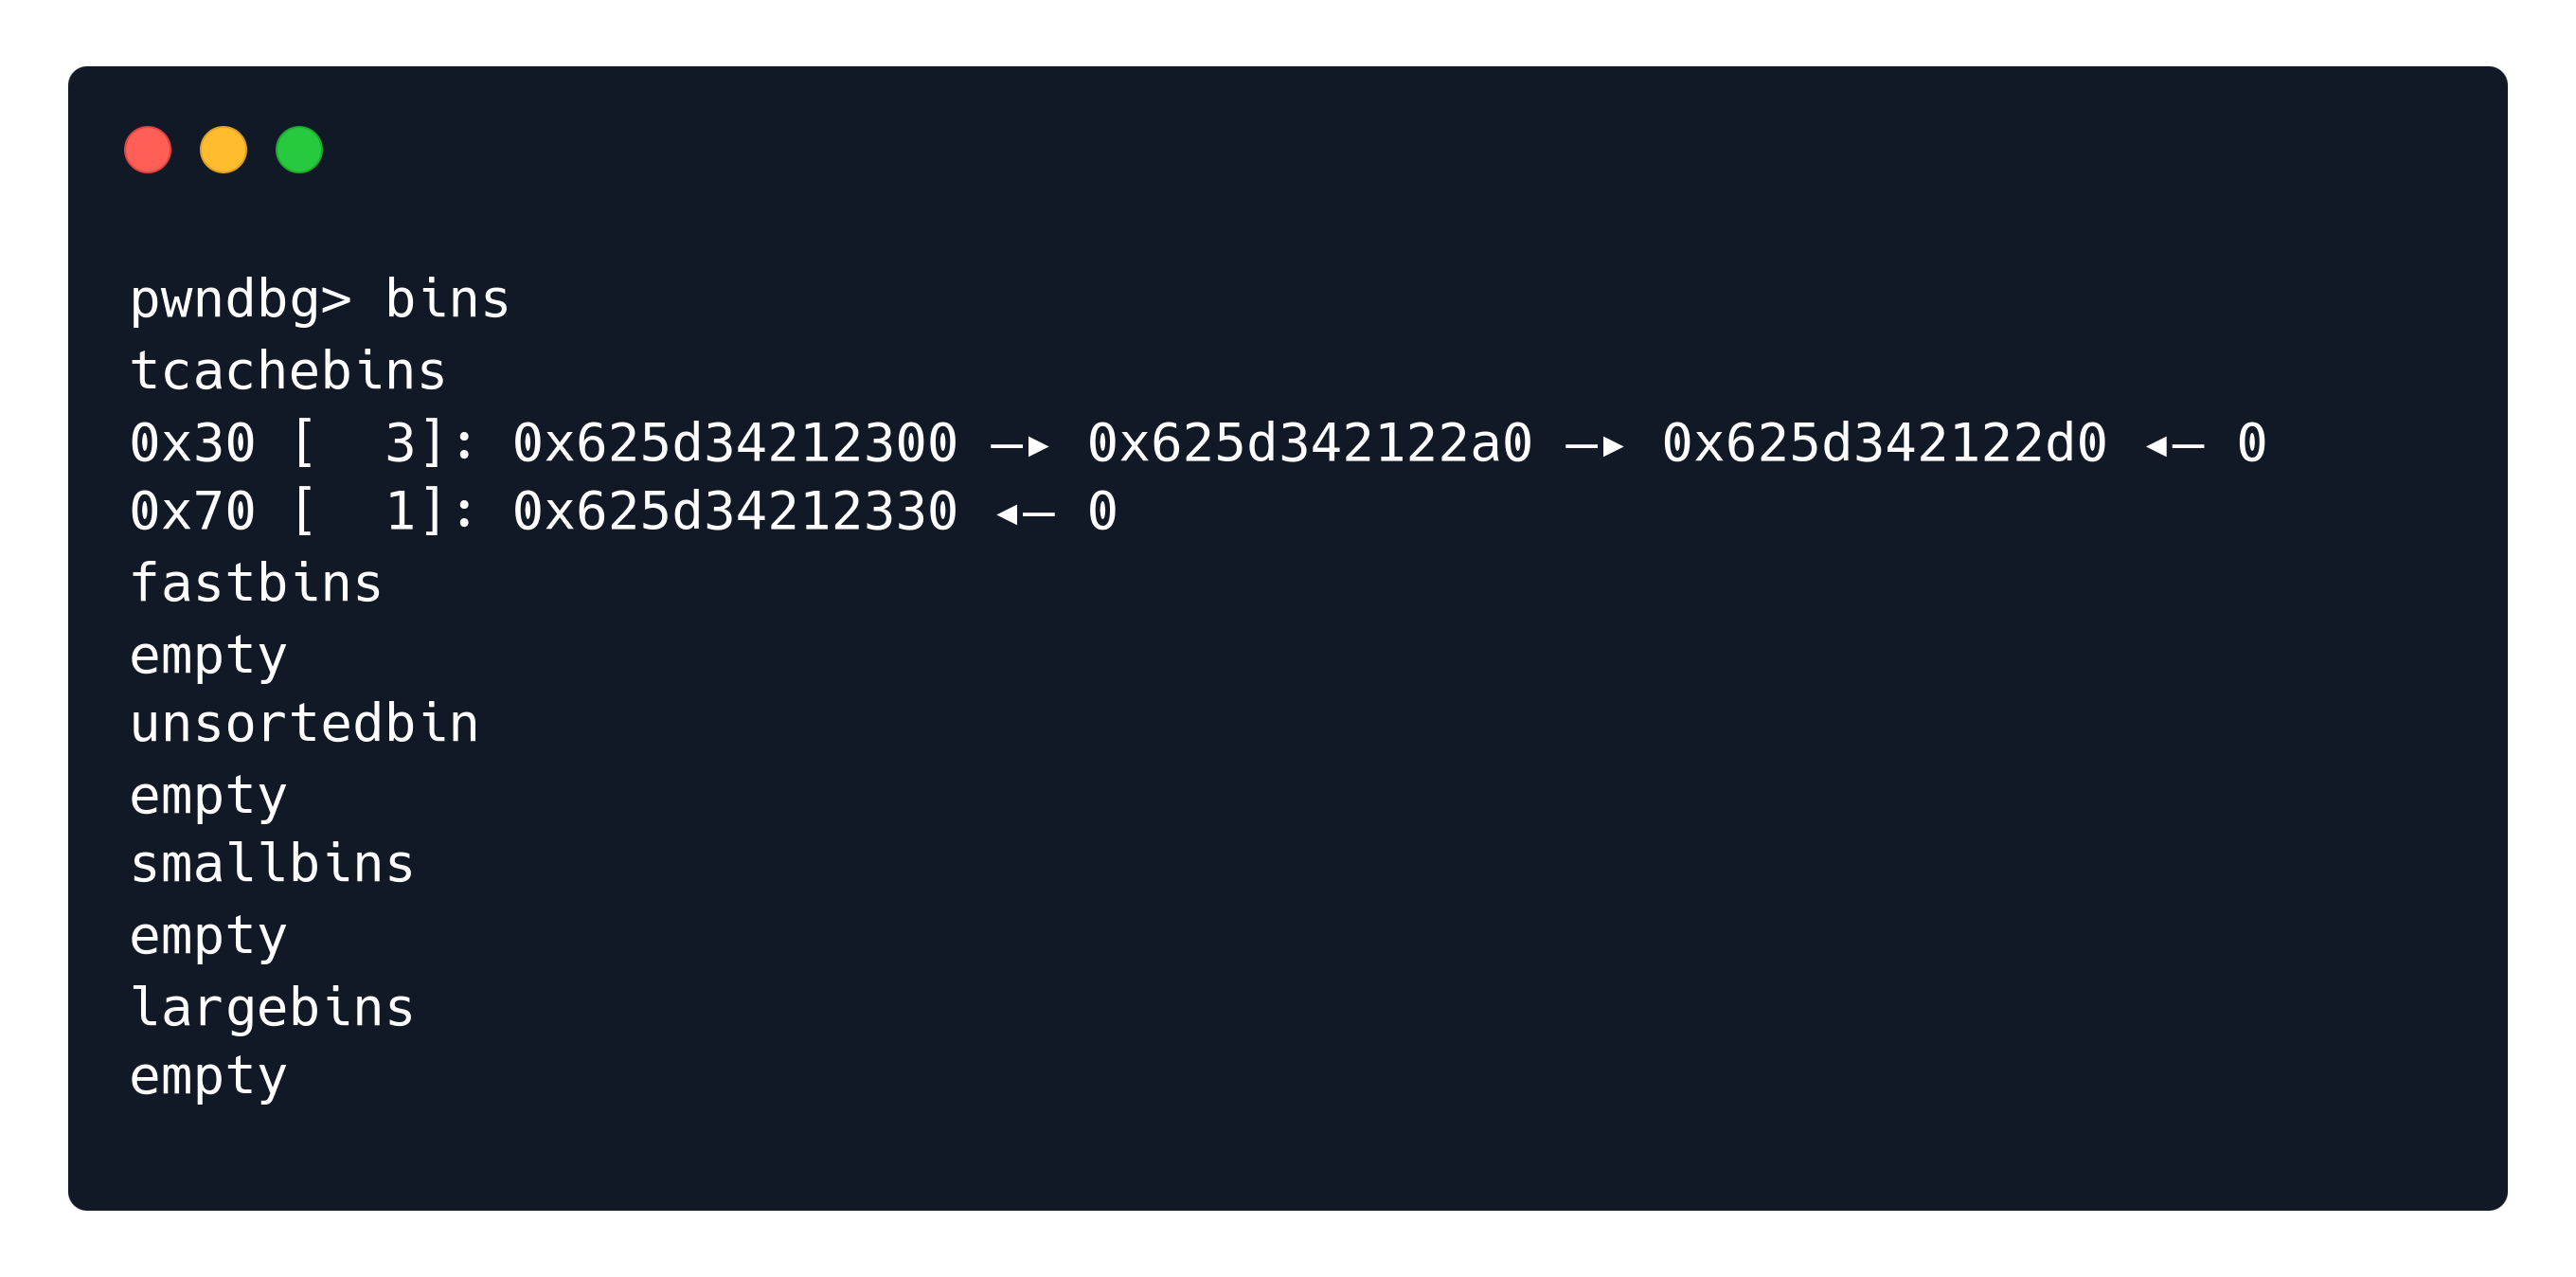 pwndbg> bins
tcachebins
0x30 [  3]: 0x625d34212300 —▸ 0x625d342122a0 —▸ 0x625d342122d0 ◂— 0
0x70 [  1]: 0x625d34212330 ◂— 0
fastbins
empty
unsortedbin
empty
smallbins
empty
largebins
empty